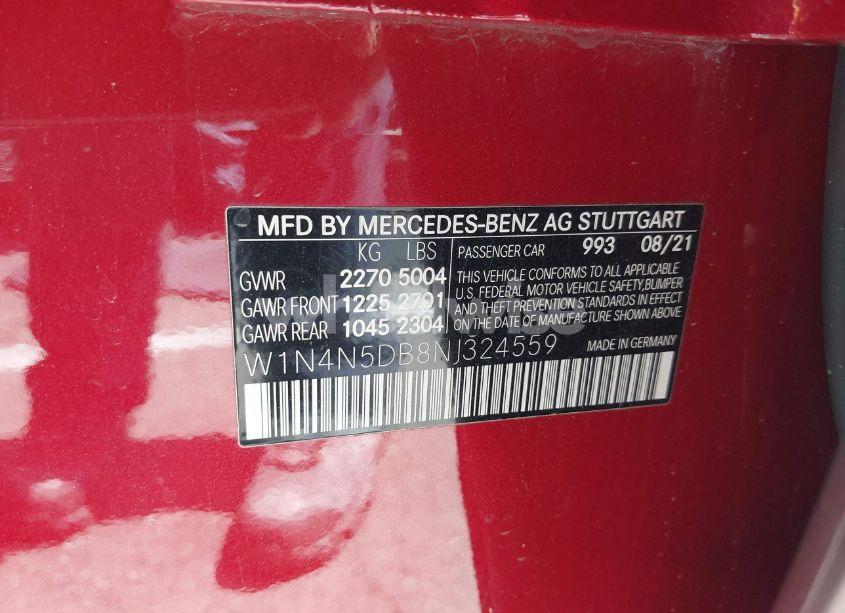 MFD BY MERCEDES-BENZ AG STUTTGART
KG LBS PASSENGER CAR 993 08/21
GVWR 2270 5004 THIS VEHICLE CONFORMS TO ALL APPLICABLE
U.S. FEDERAL MOTOR VEHICLE SAFETY, BUMPER
GAWR FRONT 1225 2701 AND THEFT PREVENTION STANDARDS IN EFFECT
GAWR REAR 1045 2304 ON THE DATE OF MANUFACTURE SHOWN ABOVE
W1N4N5DB8NJ324559 MADE IN GERMANY